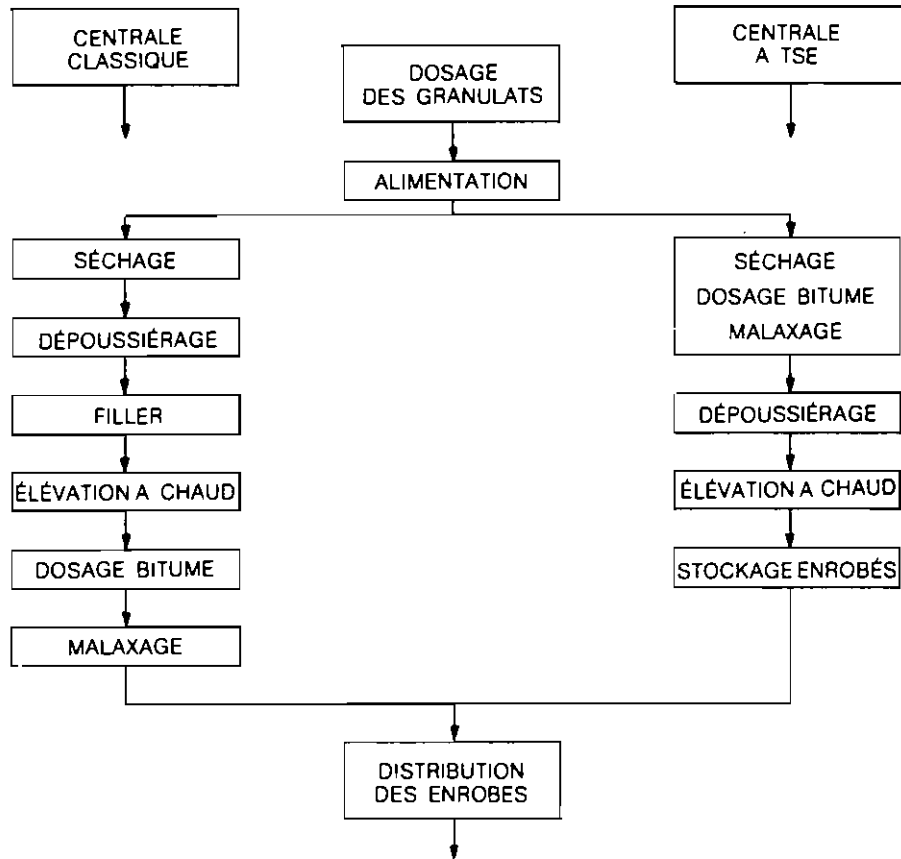 CENTRALE
CLASSIQUE
DOSAGE
DES GRANULATS
CENTRALE
A TSE
ALIMENTATION
SÉCHAGE
DÉPOUSSIÉRAGE
FILLER
ÉLÉVATION A CHAUD
DOSAGE BITUME
MALAXAGE
SÉCHAGE
DOSAGE BITUME
MALAXAGE
DÉPOUSSIÉRAGE
ÉLÉVATION A CHAUD
STOCKAGE ENROBÉS
DISTRIBUTION
DES ENROBES